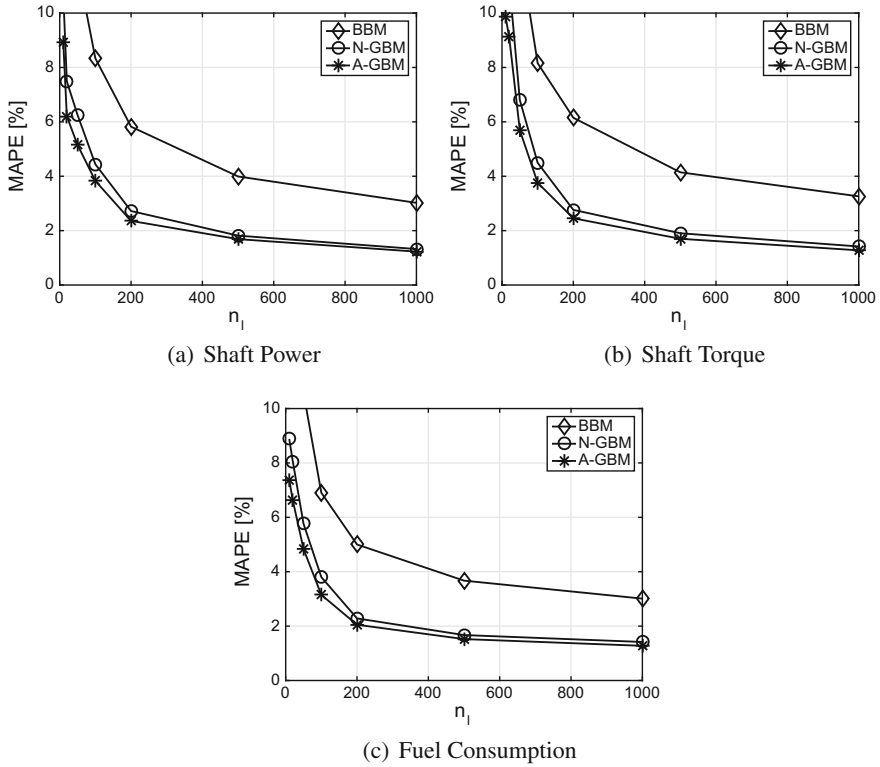 10
8
6
4
2
0
MAPE [%]
0 200 400 600 800 1000
n_l
BBM
N-GBM
A-GBM
(a) Shaft Power
10
8
6
4
2
0
MAPE [%]
0 200 400 600 800 1000
n_l
BBM
N-GBM
A-GBM
(b) Shaft Torque
10
8
6
4
2
0
MAPE [%]
0 200 400 600 800 1000
n_l
BBM
N-GBM
A-GBM
(c) Fuel Consumption